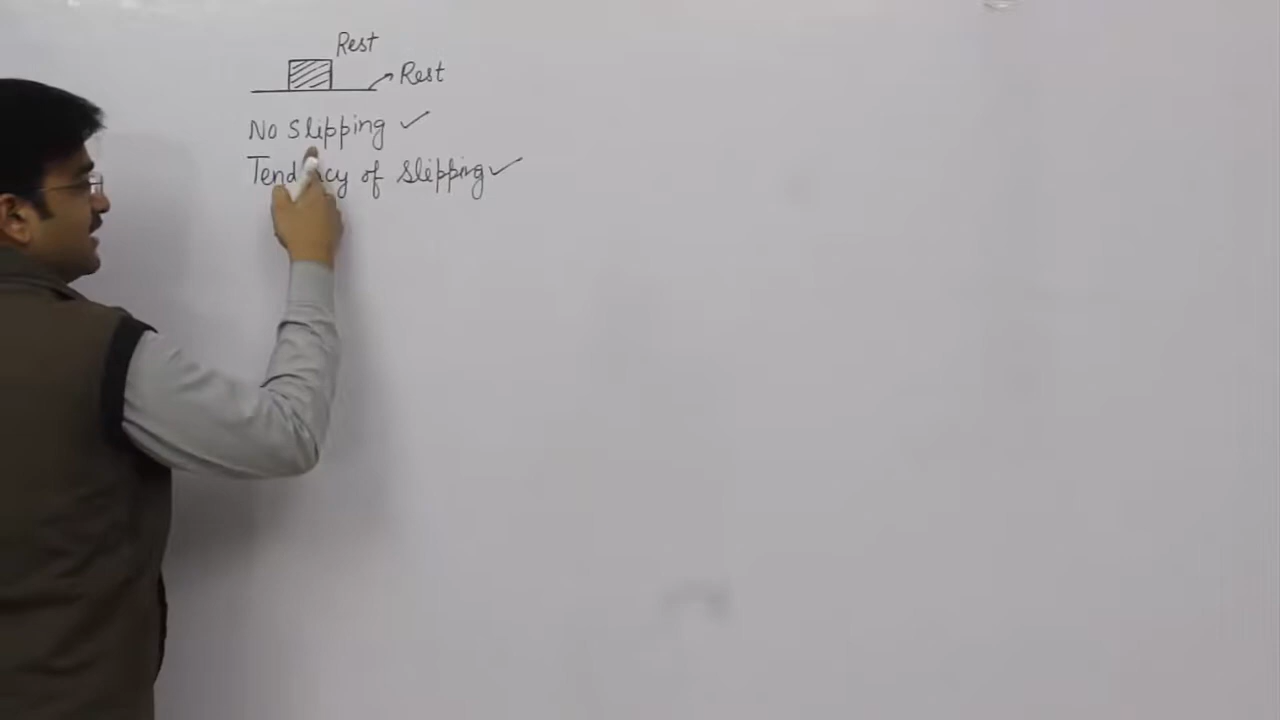 Rest
Rest
No Slipping ✓
Tendency of slipping ✓